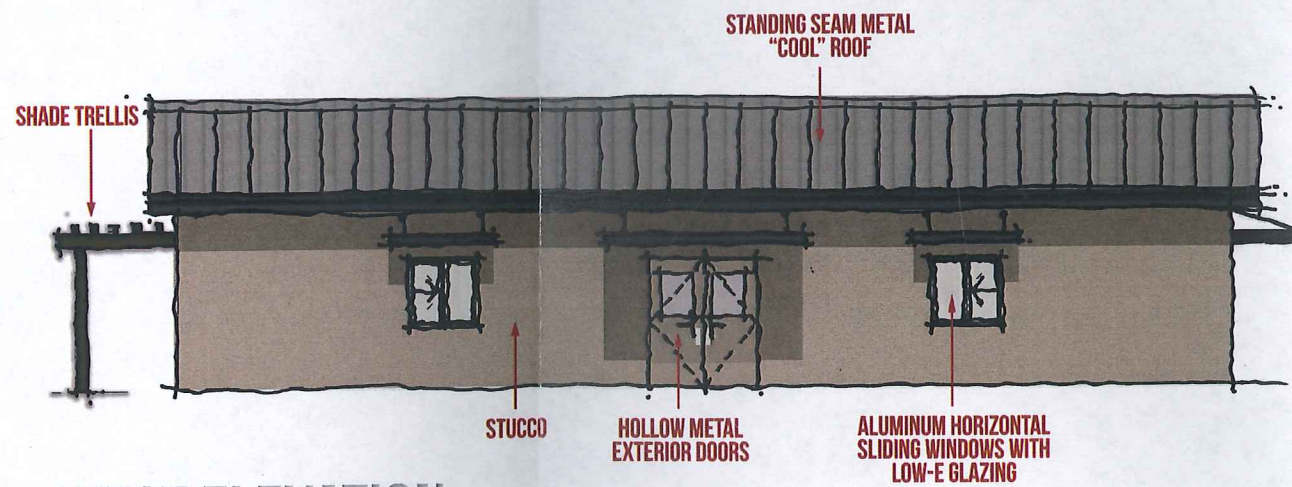 STANDING SEAM METAL
"COOL" ROOF
SHADE TRELLIS
STUCCO
HOLLOW METAL
EXTERIOR DOORS
ALUMINUM HORIZONTAL
SLIDING WINDOWS WITH
LOW-E GLAZING
ELEVATION